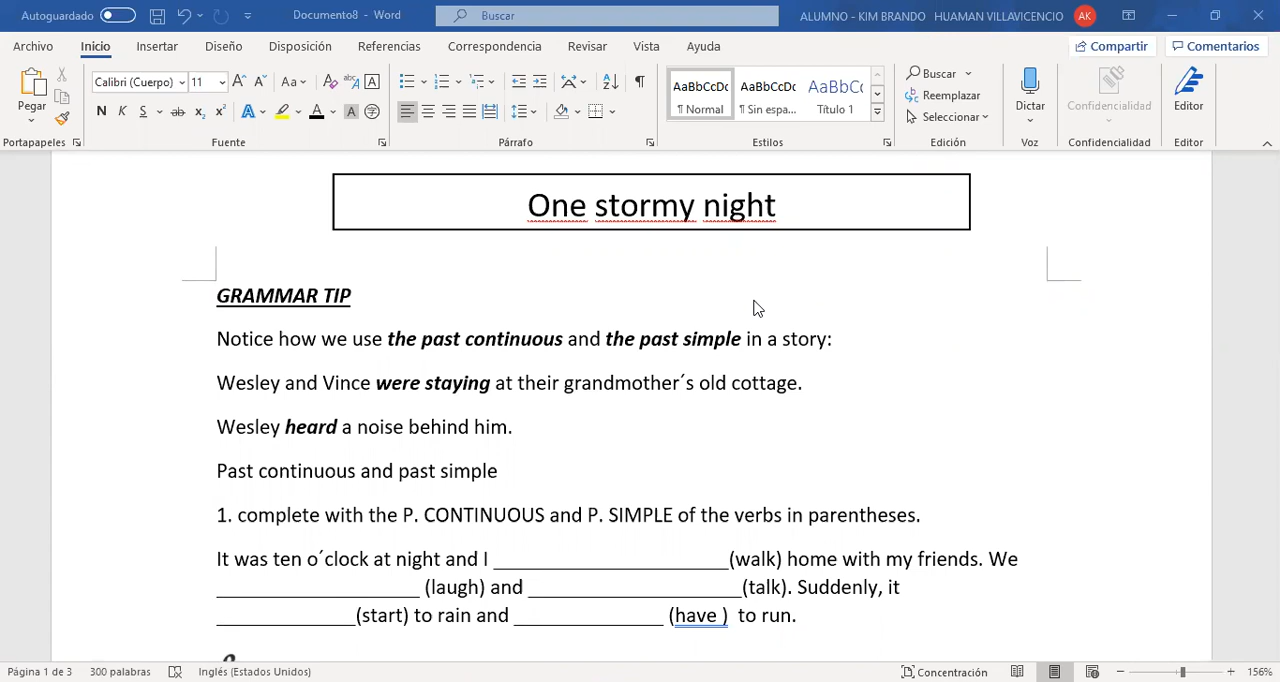 Autoguardado
Documento8 - Word
Buscar
ALUMNO - KIM BRANDO HUAMAN VILLAVICENCIO AK
Archivo Inicio Insertar Diseño Disposición Referencias Correspondencia Revisar Vista Ayuda Compartir Comentarios
Calibri (Cuerpo) 11
AaBbCcDc AaBbCcDc AaBbCc
Buscar
Pegar
¶ Normal ¶ Sin espa... Título 1
Reemplazar
Seleccionar
Dictar Confidencialidad Editor
Portapapeles Fuente Párrafo Estilos Edición Voz Confidencialidad Editor
One stormy night
GRAMMAR TIP
Notice how we use the past continuous and the past simple in a story:
Wesley and Vince were staying at their grandmother´s old cottage.
Wesley heard a noise behind him.
Past continuous and past simple
1. complete with the P. CONTINUOUS and P. SIMPLE of the verbs in parentheses.
It was ten o´clock at night and I ______________________(walk) home with my friends. We
___________________ (laugh) and ____________________(talk). Suddenly, it
_____________(start) to rain and ______________ (have ) to run.
Página 1 de 3 300 palabras Inglés (Estados Unidos) Concentración 156%